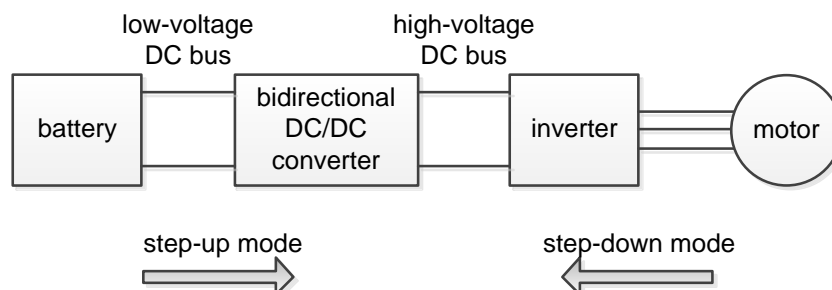 low-voltage
DC bus
high-voltage
DC bus
battery
bidirectional
DC/DC
converter
inverter
motor
step-up mode
step-down mode